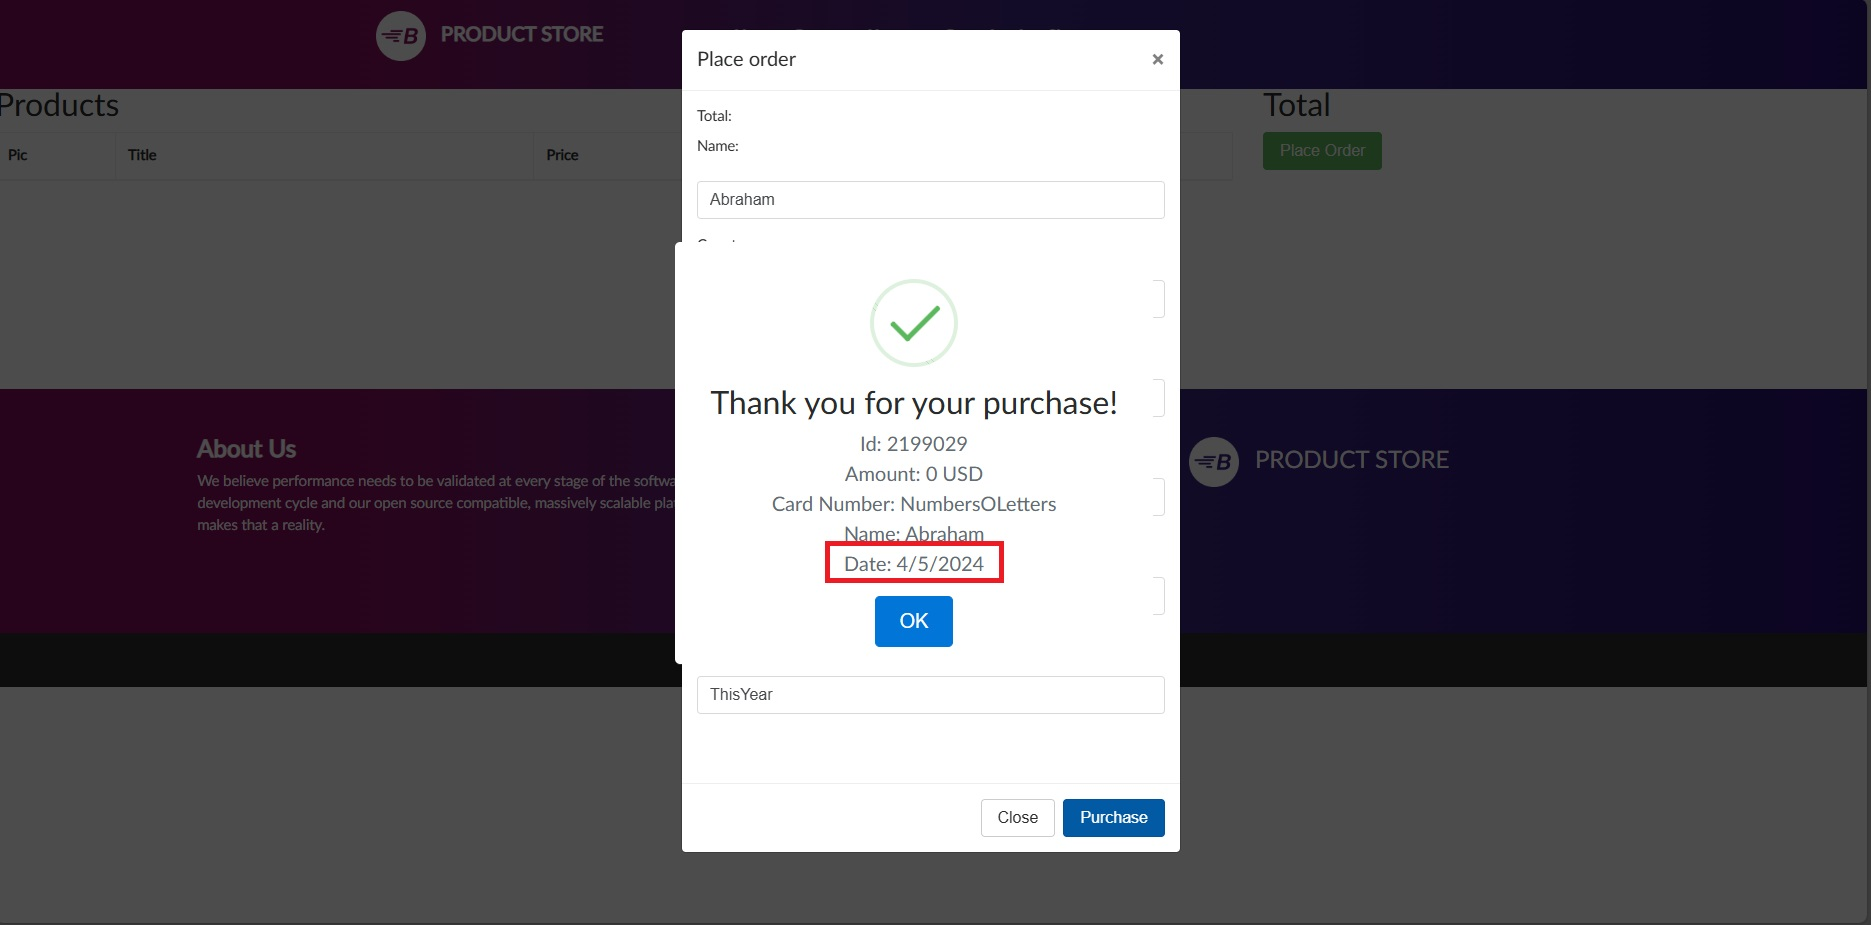 PRODUCT STORE
Place order
×
Products
Total
Total:
Name:
Pic
Title
Price
Place Order
Abraham
Thank you for your purchase!
Id: 2199029
Amount: 0 USD
Card Number: NumbersOLetters
Name: Abraham
Date: 4/5/2024
OK
About Us
We believe performance needs to be validated at every stage of the softwa
development cycle and our open source compatible, massively scalable pla
makes that a reality.
B PRODUCT STORE
ThisYear
Close
Purchase